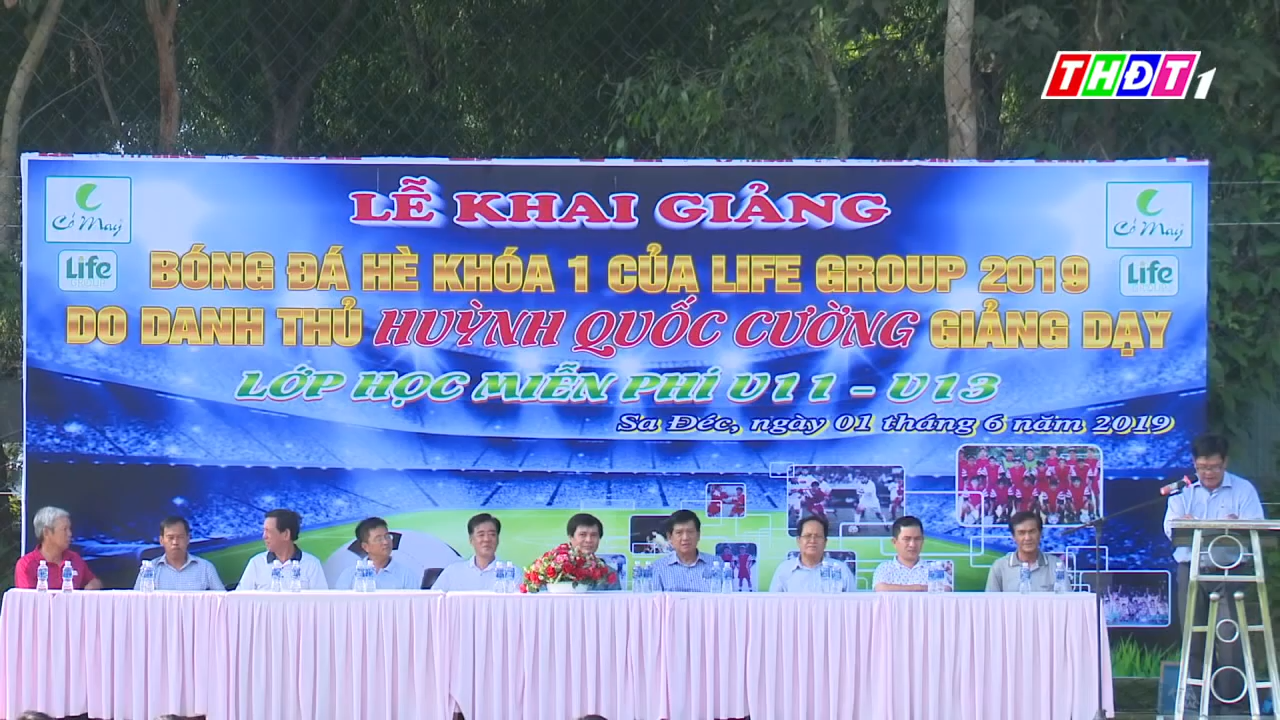 THĐT1
LỄ KHAI GIẢNG
Cỏ May
Cỏ May
Life
GROUP
BÓNG ĐÁ HÈ KHÓA 1 CỦA LIFE GROUP 2019
Life
DO DANH THỦ HUỲNH QUỐC CƯỜNG GIẢNG DẠY
LỚP HỌC MIỄN PHÍ U11 - U13
Sa Đéc, ngày 01 tháng 6 năm 2019